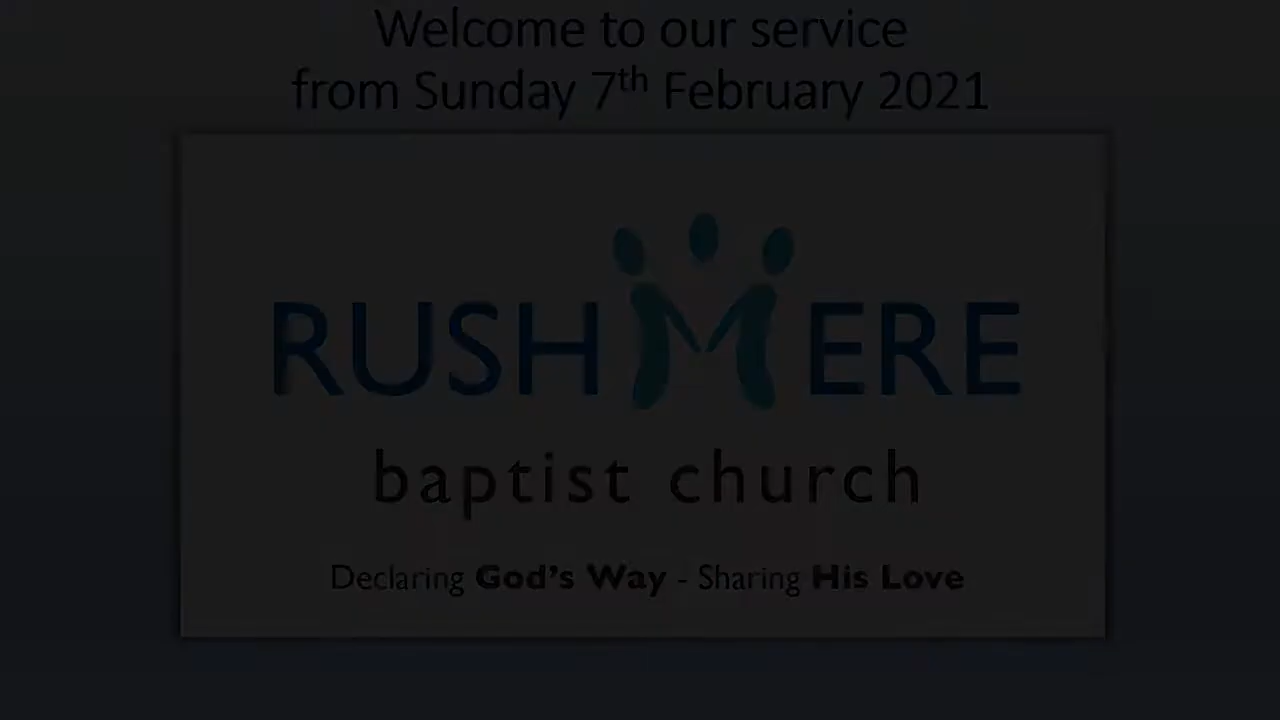 Welcome to our service
from Sunday 7th February 2021
RUSHMERE
baptist church
Declaring God's Way - Sharing His Love